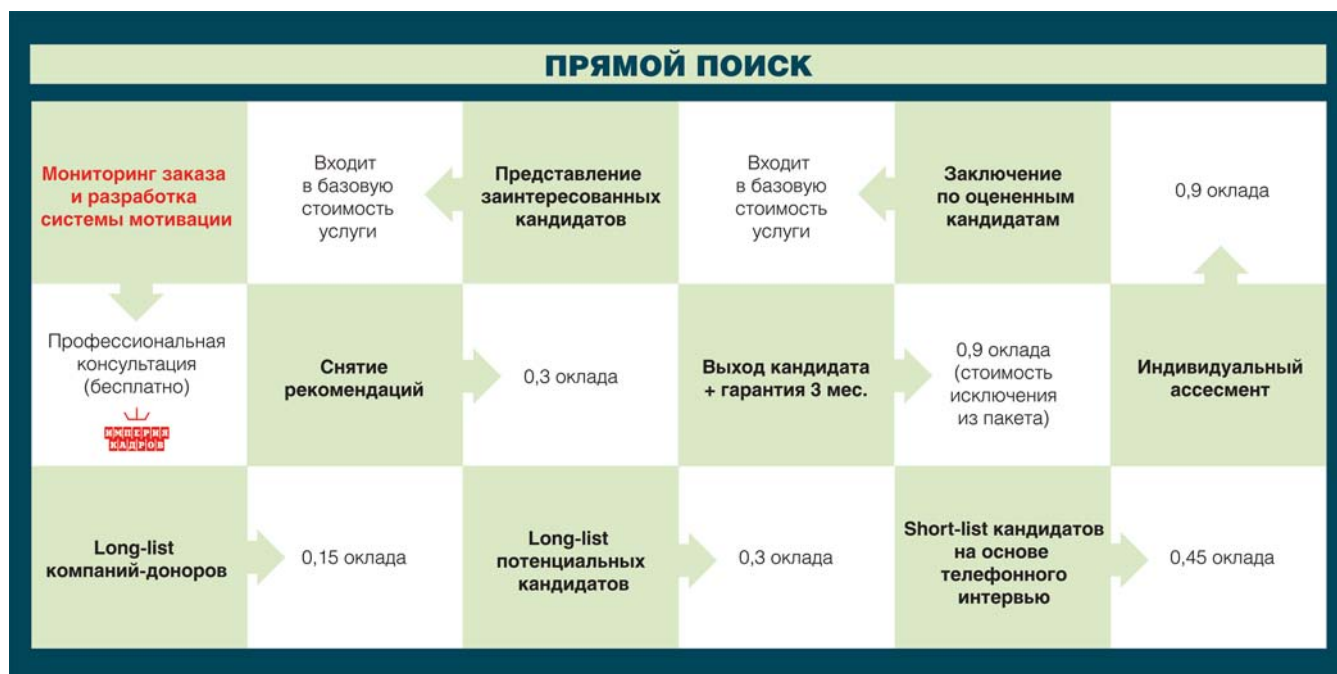 ПРЯМОЙ ПОИСК
Мониторинг заказа
и разработка
системы мотивации
Входит
в базовую
стоимость
услуги
Представление
заинтересованных
кандидатов
Входит
в базовую
стоимость
услуги
Заключение
по оцененным
кандидатам
0,9 оклада
Профессиональная
консультация
(бесплатно)
ИМПЕРИЯ
КАДРОВ
Снятие
рекомендаций
0,3 оклада
Выход кандидата
+ гарантия 3 мес.
0,9 оклада
(стоимость
исключения
из пакета)
Индивидуальный
ассесмент
Long-list
компаний-доноров
0,15 оклада
Long-list
потенциальных
кандидатов
0,3 оклада
Short-list кандидатов
на основе
телефонного
интервью
0,45 оклада